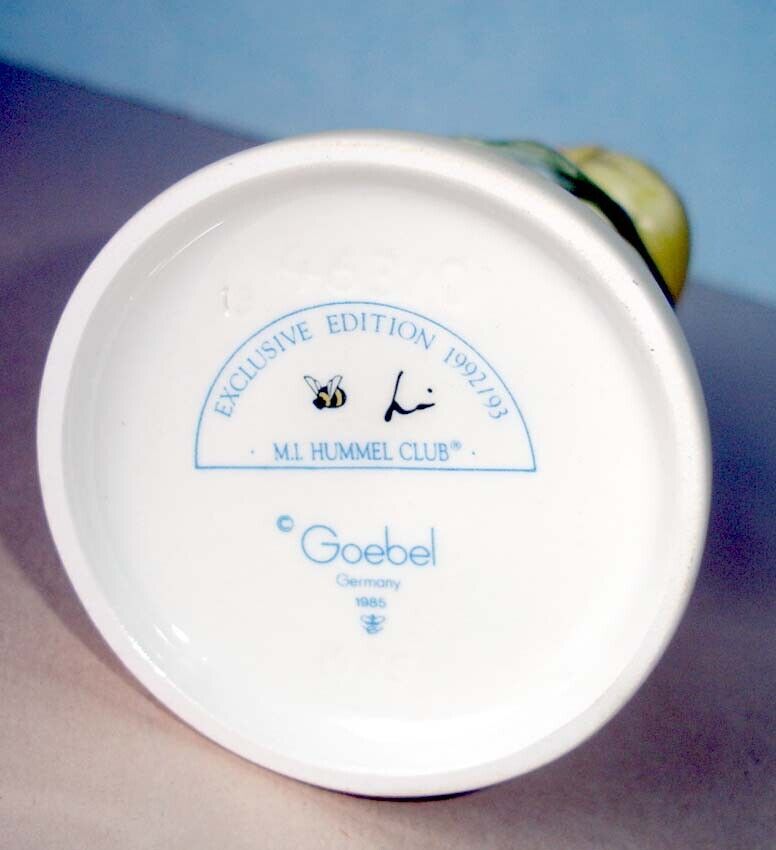 EXCLUSIVE EDITION 1992/93
· M.I. HUMMEL CLUB® ·
© Goebel
Germany
1985